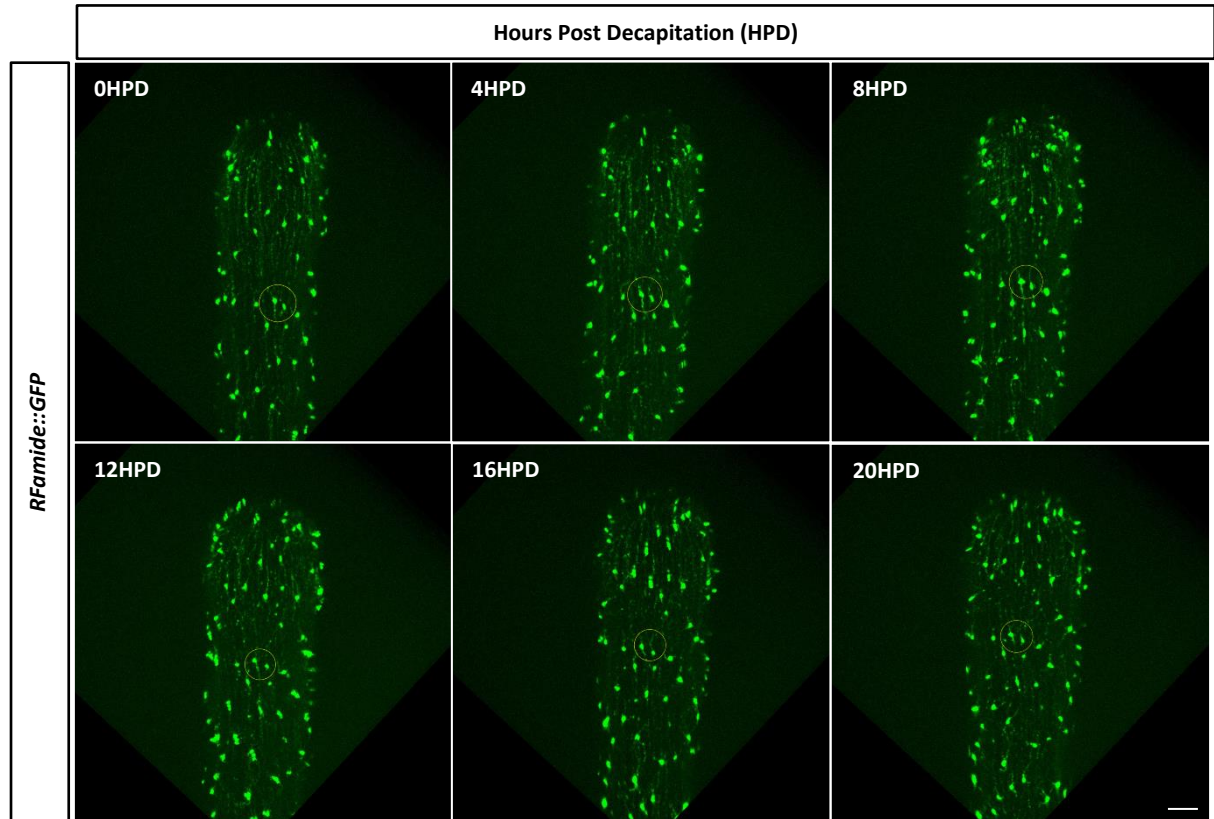 Hours Post Decapitation (HPD)
RFamide::GFP
0HPD
4HPD
8HPD
12HPD
16HPD
20HPD